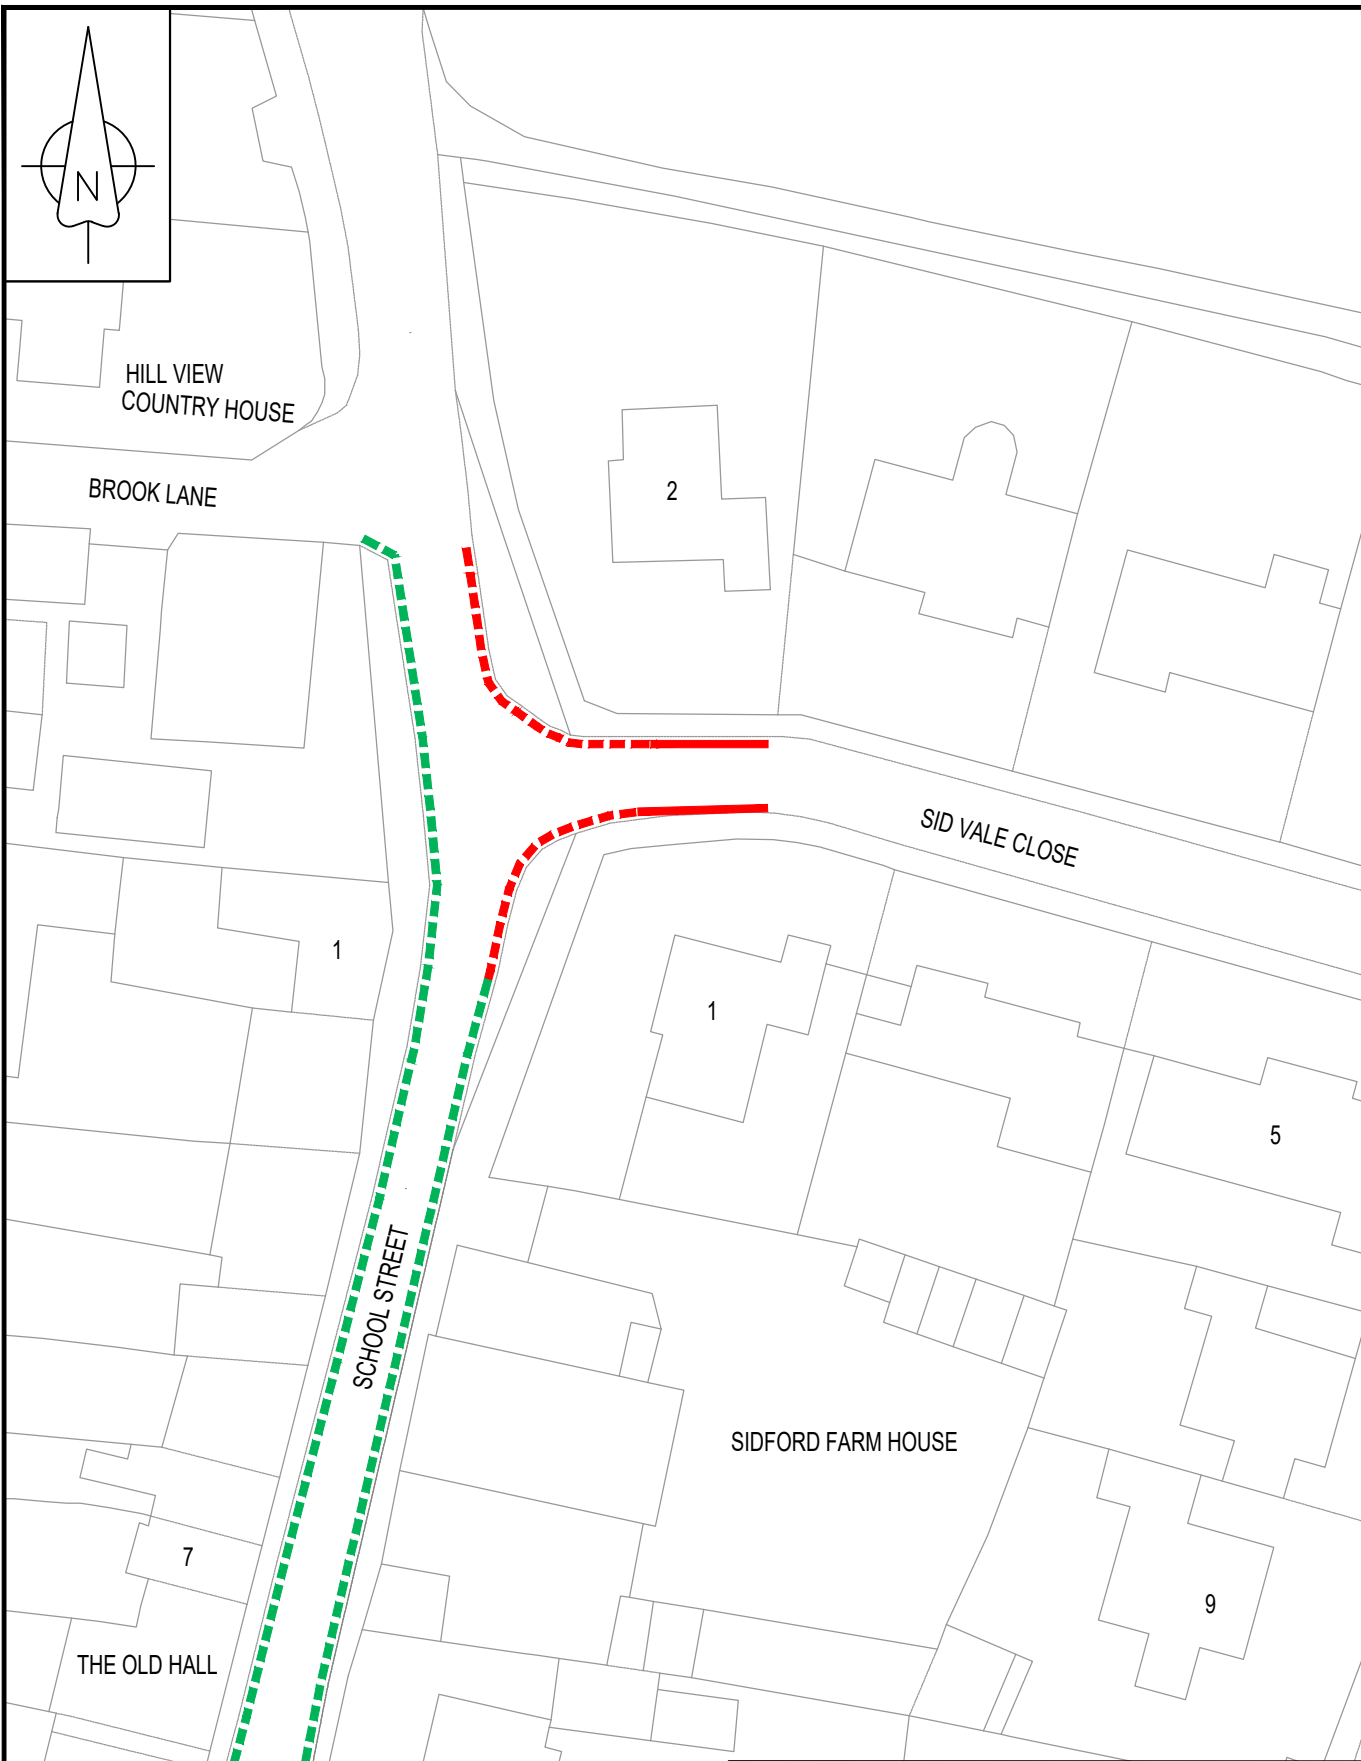 N
HILL VIEW
COUNTRY HOUSE
BROOK LANE
2
SID VALE CLOSE
1
1
5
SCHOOL STREET
SIDFORD FARM HOUSE
7
9
THE OLD HALL